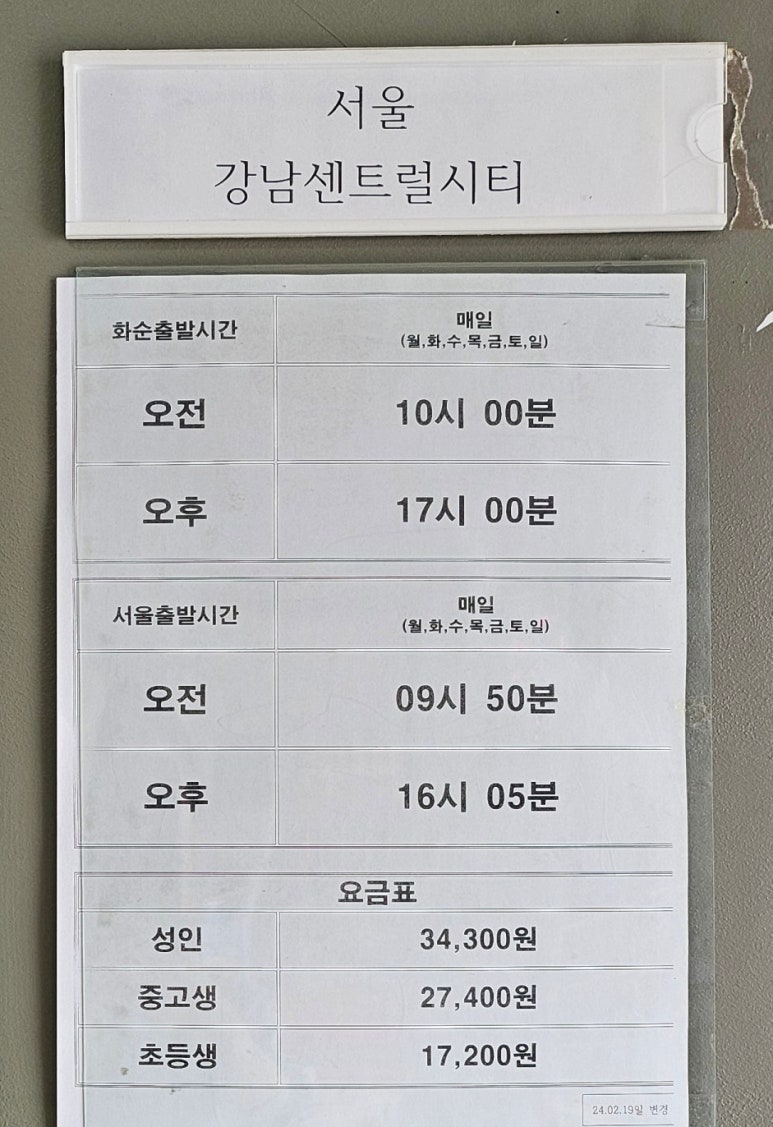 서울
강남센트럴시티
화순출발시간 매일
(월,화,수,목,금,토,일)
오전 10시 00분
오후 17시 00분
서울출발시간 매일
(월,화,수,목,금,토,일)
오전 09시 50분
오후 16시 05분
요금표
성인 34,300원
중고생 27,400원
초등생 17,200원
24.02.19일 변경